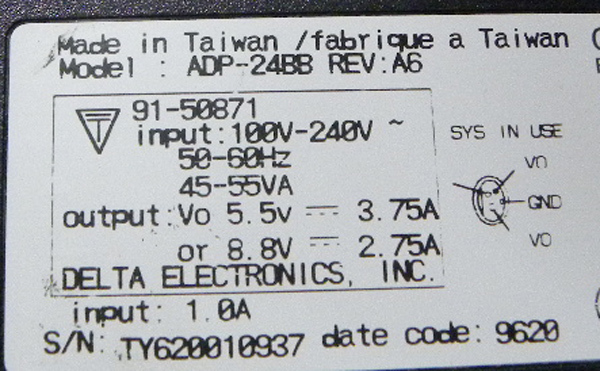 Made in Taiwan /fabrique a Taiwan
Model : ADP-24BB REV:A6
91-50871
input:100V-240V ~
50-60Hz
45-55VA
output:Vo 5.5v 3.75A
or 8.8V 2.75A
DELTA ELECTRONICS, INC.
input: 1.0A
S/N: TY620010937 date code: 9620
SYS IN USE
VO
GND
VO